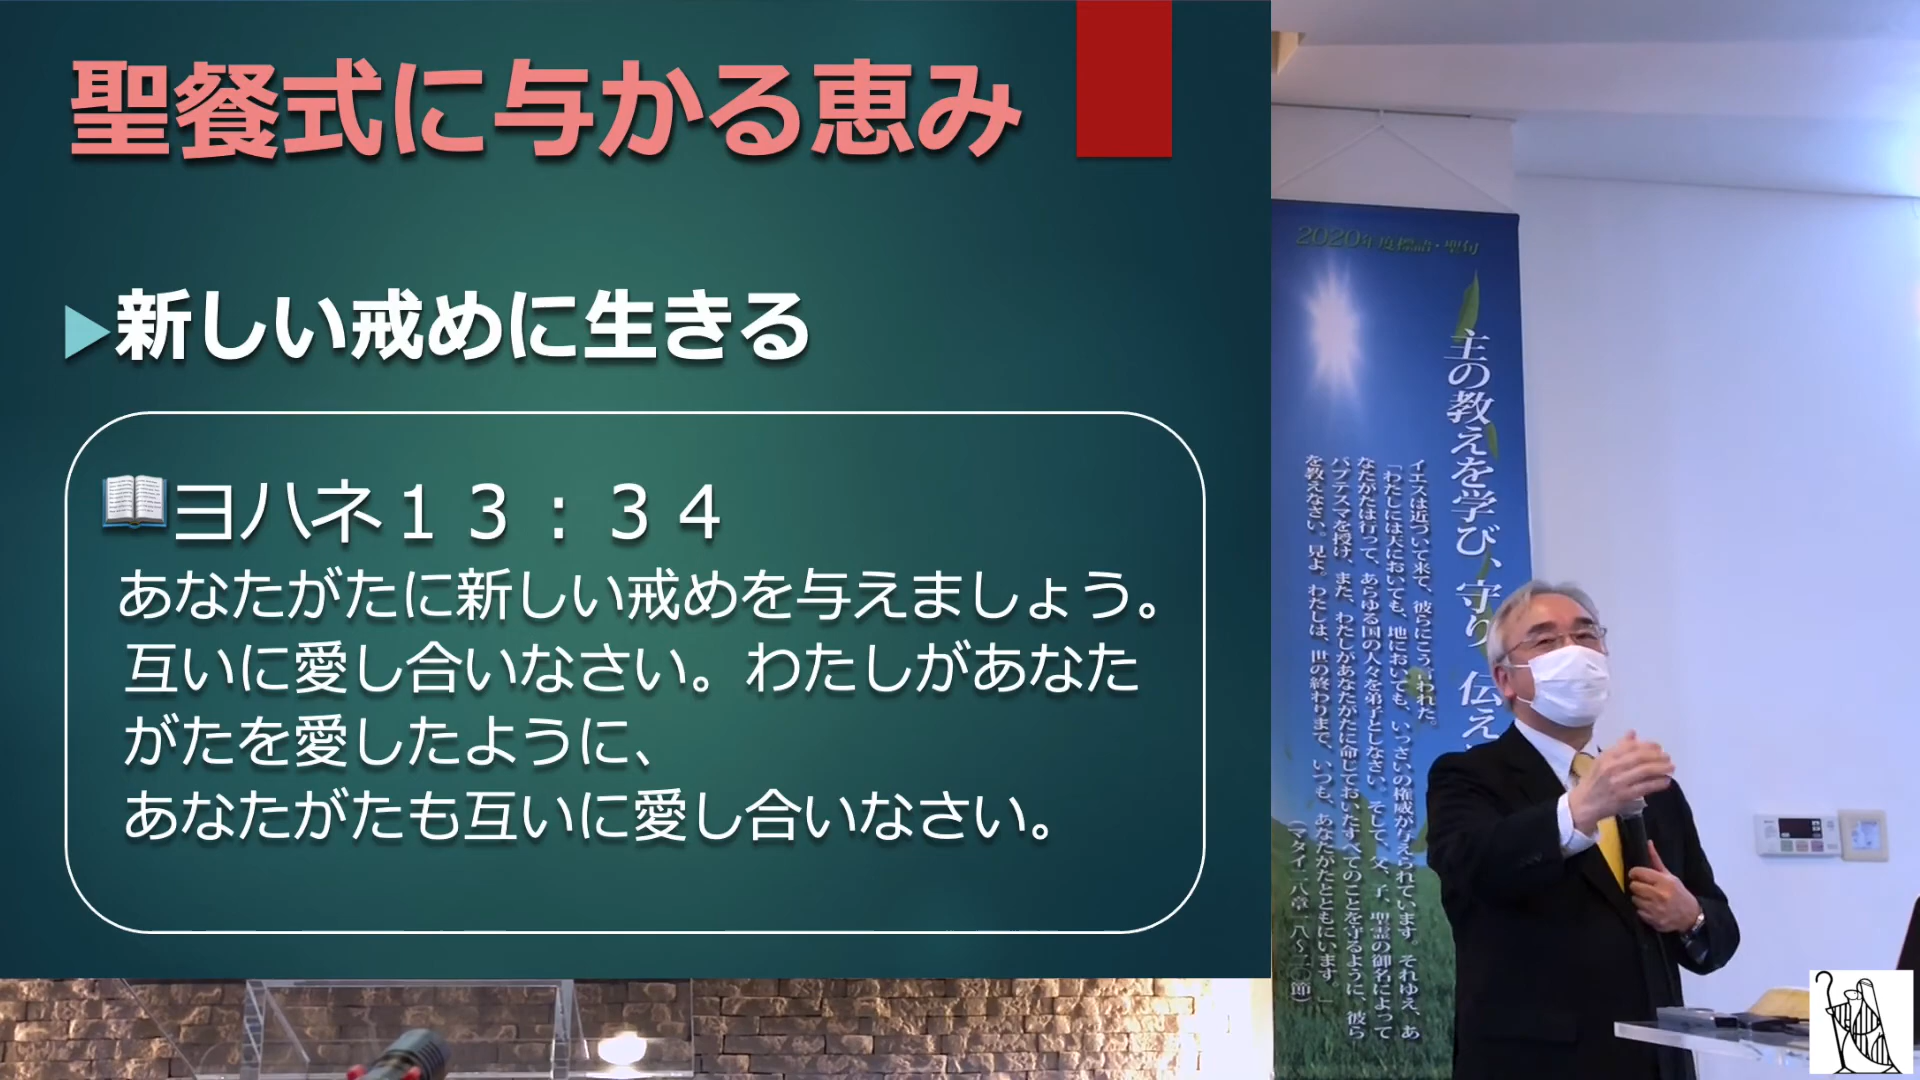 聖餐式に与かる恵み
新しい戒めに生きる
ヨハネ１３：３４
あなたがたに新しい戒めを与えましょう。
互いに愛し合いなさい。わたしがあなた
がたを愛したように、
あなたがたも互いに愛し合いなさい。
2020年度標語・聖句
主の教えを学び、守り、伝え
イエスは近づいて来て、彼らにこう言われた。
「わたしには天においても、地においても、いっさいの権威が与えられています。それゆえ、あ
なたがたは行って、あらゆる国の人々を弟子としなさい。そして、父、子、聖霊の御名によって
バプテスマを授け、また、わたしがあなたがたに命じておいたすべてのことを守るように、彼ら
を教えなさい。見よ。わたしは、世の終わりまで、いつも、あなたがたとともにいます。」
（マタイ二八章一八〜二〇節）